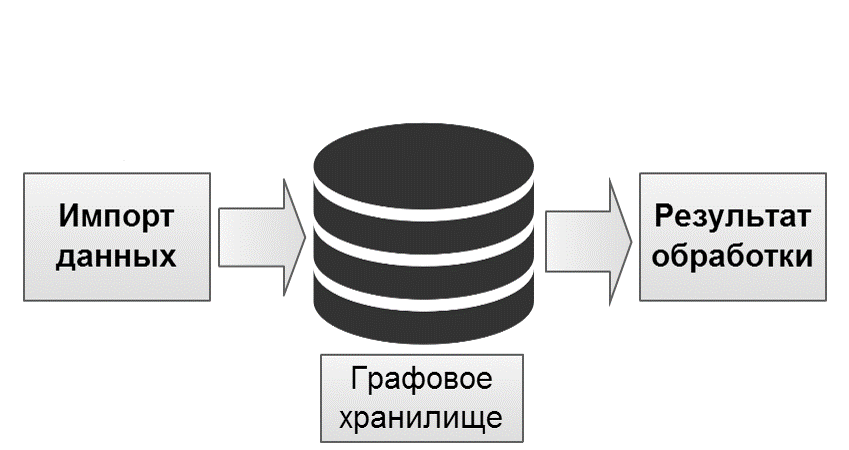 Импорт
данных
Графовое
хранилище
Результат
обработки